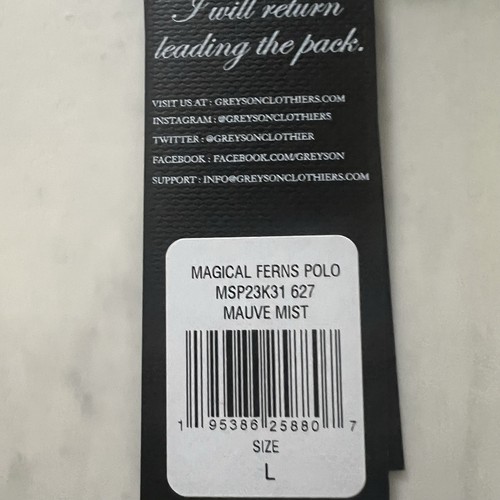 I will return
leading the pack.
VISIT US AT : GREYSONCLOTHIERS.COM
INSTAGRAM : @GREYSONCLOTHIERS
TWITTER : @GREYSONCLOTHIER
FACEBOOK : FACEBOOK.COM/GREYSON
SUPPORT : INFO@GREYSONCLOTHIERS.COM
MAGICAL FERNS POLO
MSP23K31 627
MAUVE MIST
1 95386 25880 7
SIZE
L